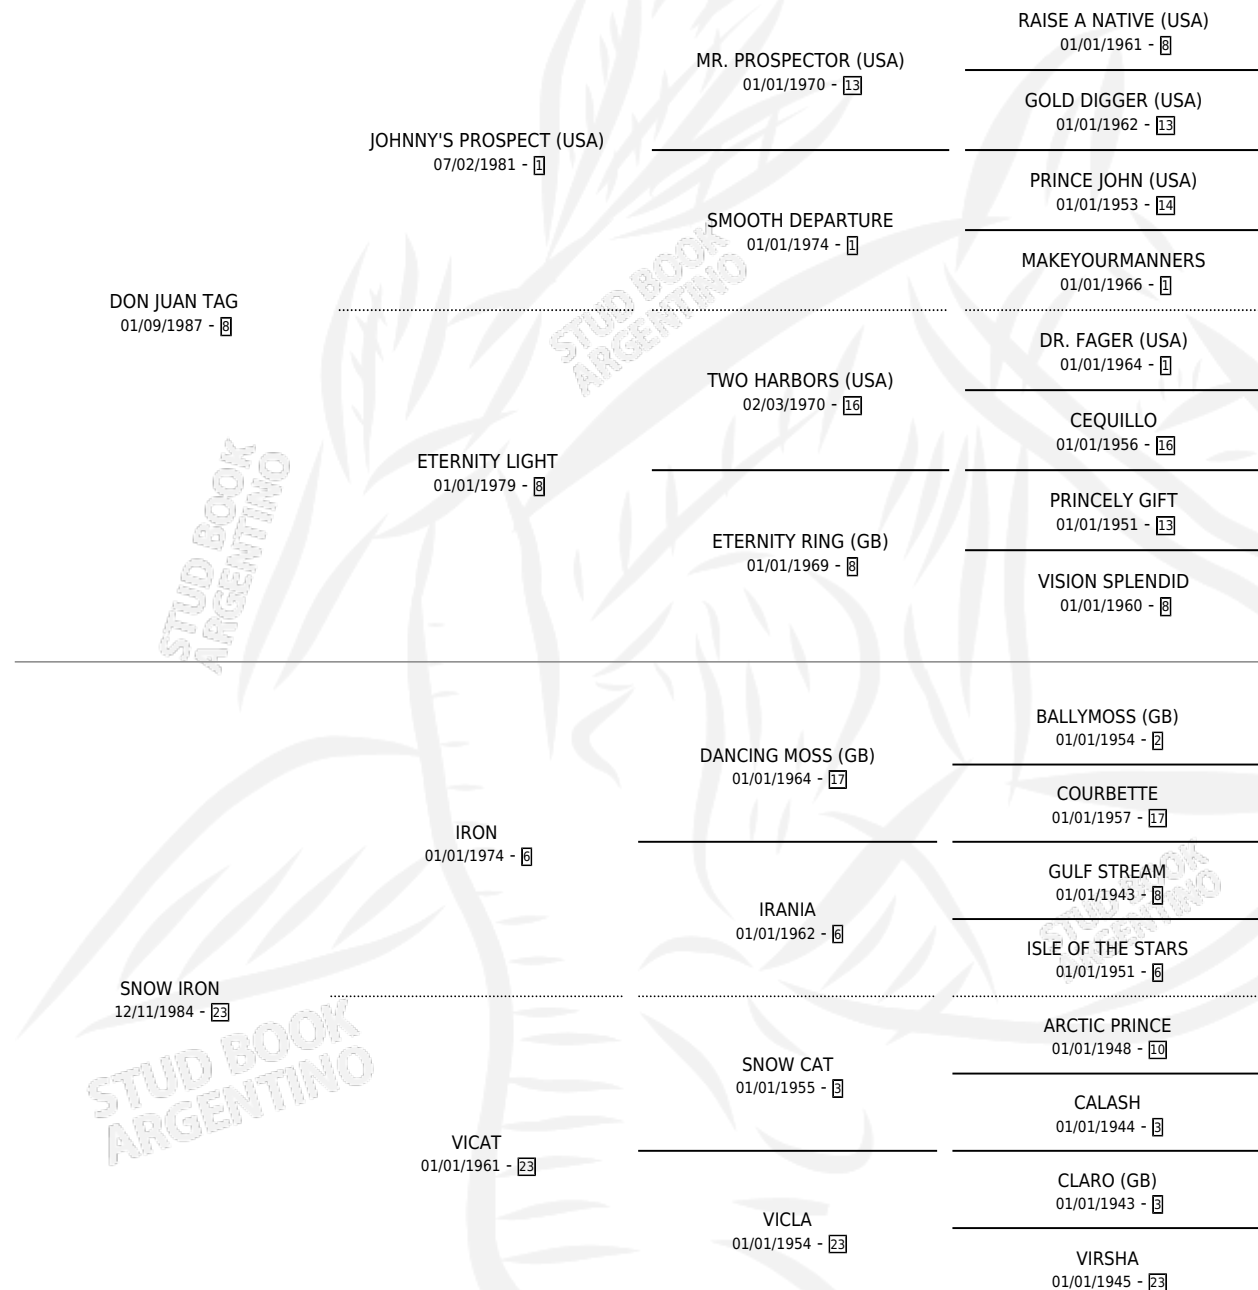 RAISE A NATIVE (USA)
01/01/1961 - 8
MR. PROSPECTOR (USA)
01/01/1970 - 13
GOLD DIGGER (USA)
01/01/1962 - 13
JOHNNY'S PROSPECT (USA)
07/02/1981 - 1
PRINCE JOHN (USA)
01/01/1953 - 14
SMOOTH DEPARTURE
01/01/1974 - 1
MAKEYOURMANNERS
01/01/1966 - 1
DON JUAN TAG
01/09/1987 - 8
DR. FAGER (USA)
01/01/1964 - 1
TWO HARBORS (USA)
02/03/1970 - 16
CEQUILLO
01/01/1956 - 16
ETERNITY LIGHT
01/01/1979 - 8
PRINCELY GIFT
01/01/1951 - 13
ETERNITY RING (GB)
01/01/1969 - 8
VISION SPLENDID
01/01/1960 - 8
BALLYMOSS (GB)
01/01/1954 - 2
DANCING MOSS (GB)
01/01/1964 - 17
COURBETTE
01/01/1957 - 17
IRON
01/01/1974 - 6
GULF STREAM
01/01/1943 - 8
IRANIA
01/01/1962 - 6
ISLE OF THE STARS
01/01/1951 - 6
SNOW IRON
12/11/1984 - 23
ARCTIC PRINCE
01/01/1948 - 10
SNOW CAT
01/01/1955 - 3
CALASH
01/01/1944 - 3
VICAT
01/01/1961 - 23
CLARO (GB)
01/01/1943 - 3
VICLA
01/01/1954 - 23
VIRSHA
01/01/1945 - 23
STUD BOOK
ARGENTINO
STUD BOOK
ARGENTINO
STUD BOOK
ARGENTINO
STUD BOOK
ARGENTINO